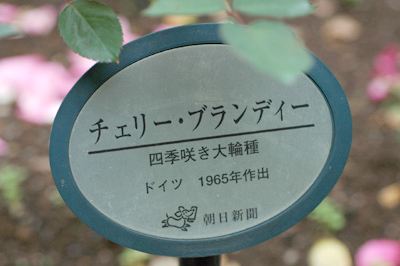 チェリー・ブランディー
四季咲き大輪種
ドイツ 1965年作出
朝日新聞